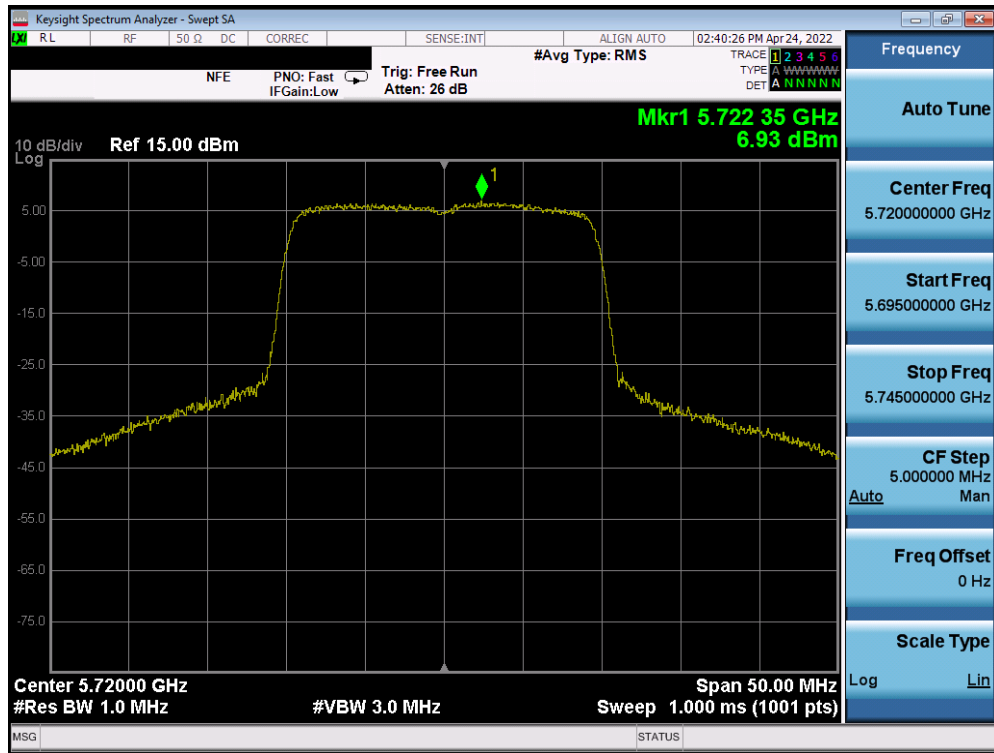 Keysight Spectrum Analyzer - Swept SA
LXI RL RF 50 Ω DC CORREC SENSE:INT ALIGN AUTO 02:40:26 PM Apr 24, 2022
Frequency
NFE PNO: Fast Trig: Free Run #Avg Type: RMS TRACE 1 2 3 4 5 6
IFGain:Low Atten: 26 dB TYPE A WWWWW
DET A N N N N N
Auto Tune
Mkr1 5.722 35 GHz
6.93 dBm
10 dB/div Ref 15.00 dBm
Log
1
5.00
-5.00
-15.0
-25.0
-35.0
-45.0
-55.0
-65.0
-75.0
Center 5.72000 GHz Span 50.00 MHz
#Res BW 1.0 MHz #VBW 3.0 MHz Sweep 1.000 ms (1001 pts)
Center Freq
5.720000000 GHz
Start Freq
5.695000000 GHz
Stop Freq
5.745000000 GHz
CF Step
5.000000 MHz
Auto Man
Freq Offset
0 Hz
Scale Type
Log Lin
MSG STATUS